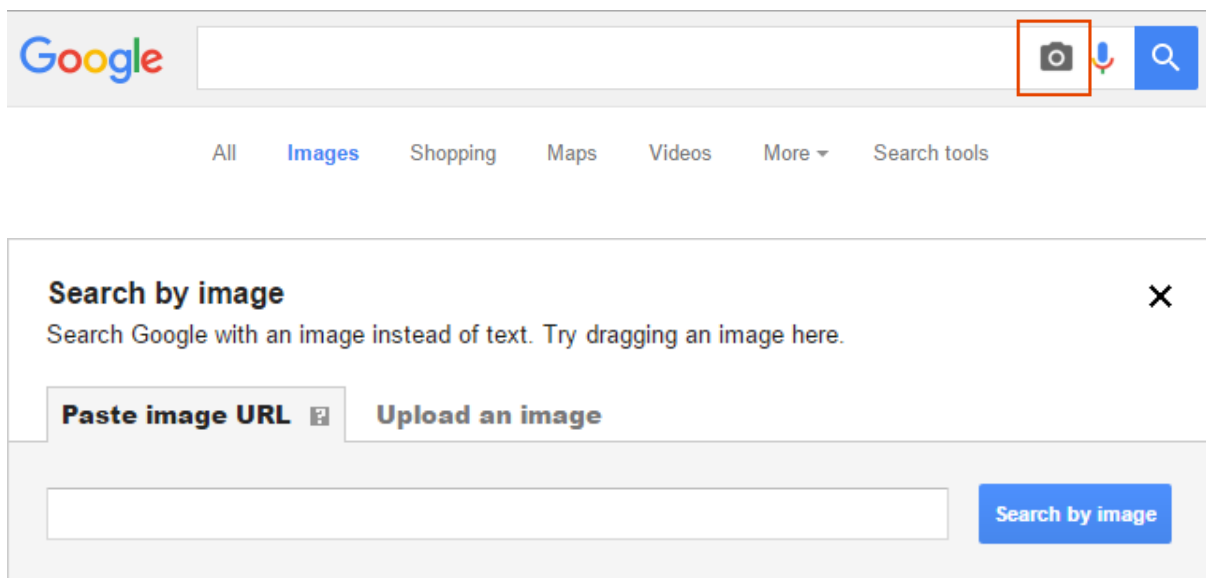 Google
All Images Shopping Maps Videos More Search tools
Search by image
Search Google with an image instead of text. Try dragging an image here.
Paste image URL ? Upload an image
Search by image